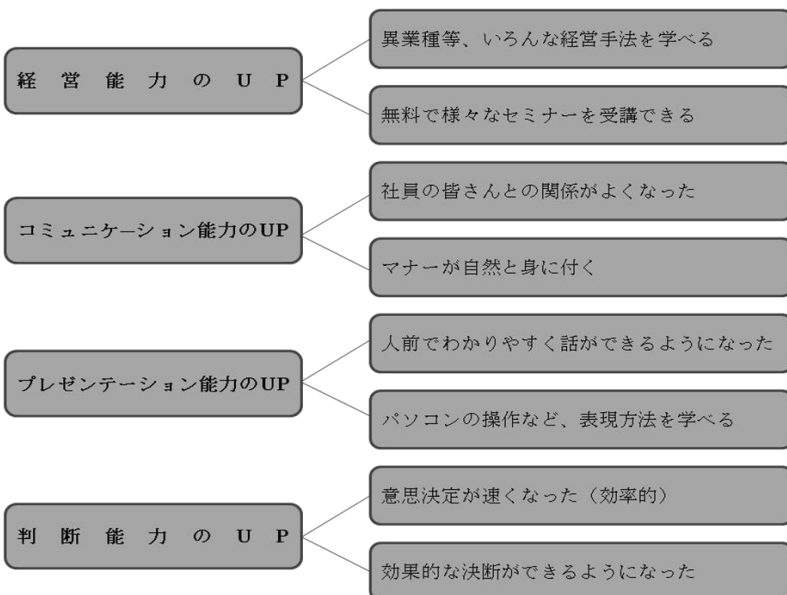 経営能力のUP
異業種等、いろんな経営手法を学べる
無料で様々なセミナーを受講できる
コミュニケーション能力のUP
社員の皆さんとの関係がよくなった
マナーが自然と身に付く
プレゼンテーション能力のUP
人前でわかりやすく話ができるようになった
パソコンの操作など、表現方法を学べる
判断能力のUP
意思決定が速くなった（効率的）
効果的な決断ができるようになった